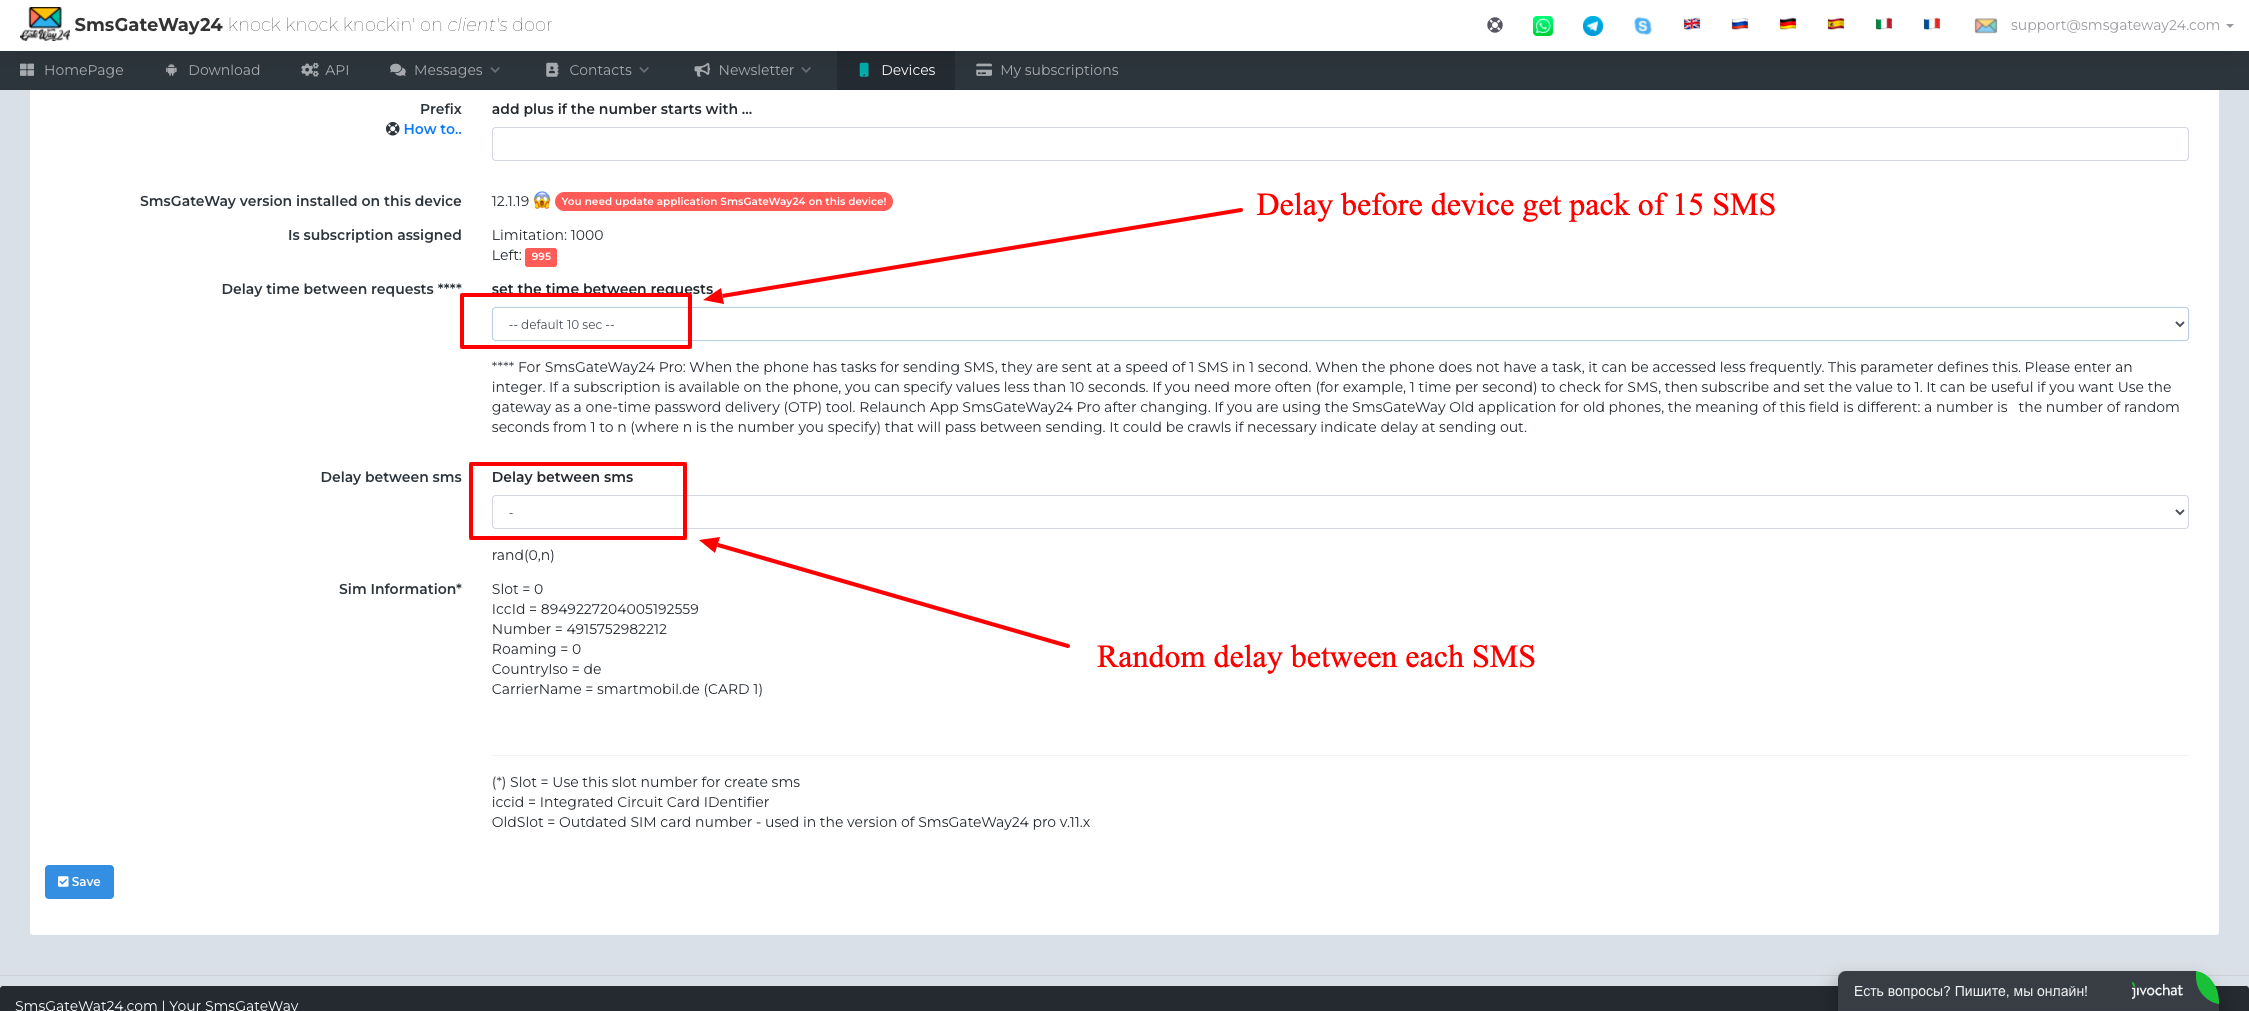 SmsGateWay24 knock knock knockin' on client's door
support@smsgateway24.com
HomePage Download API Messages Contacts Newsletter Devices My subscriptions
Prefix
How to..
add plus if the number starts with ...
SmsGateWay version installed on this device
12.1.19 😱 You need update application SmsGateWay24 on this device!
Delay before device get pack of 15 SMS
Is subscription assigned
Limitation: 1000
Left: 995
Delay time between requests ****
set the time between requests
-- default 10 sec --
**** For SmsGateWay24 Pro: When the phone has tasks for sending SMS, they are sent at a speed of 1 SMS in 1 second. When the phone does not have a task, it can be accessed less frequently. This parameter defines this. Please enter an
integer. If a subscription is available on the phone, you can specify values less than 10 seconds. If you need more often (for example, 1 time per second) to check for SMS, then subscribe and set the value to 1. It can be useful if you want Use the
gateway as a one-time password delivery (OTP) tool. Relaunch App SmsGateWay24 Pro after changing. If you are using the SmsGateWay Old application for old phones, the meaning of this field is different: a number is the number of random
seconds from 1 to n (where n is the number you specify) that will pass between sending. It could be crawls if necessary indicate delay at sending out.
Delay between sms
Delay between sms
-
rand(0,n)
Random delay between each SMS
Sim Information*
Slot = 0
IccId = 8949227204005192559
Number = 4915752982212
Roaming = 0
CountryIso = de
CarrierName = smartmobil.de (CARD 1)
(*) Slot = Use this slot number for create sms
iccid = Integrated Circuit Card IDentifier
OldSlot = Outdated SIM card number - used in the version of SmsGateWay24 pro v.11.x
Save
Есть вопросы? Пишите, мы онлайн!
jivochat
SmsGateWat24.com | Your SmsGateWay